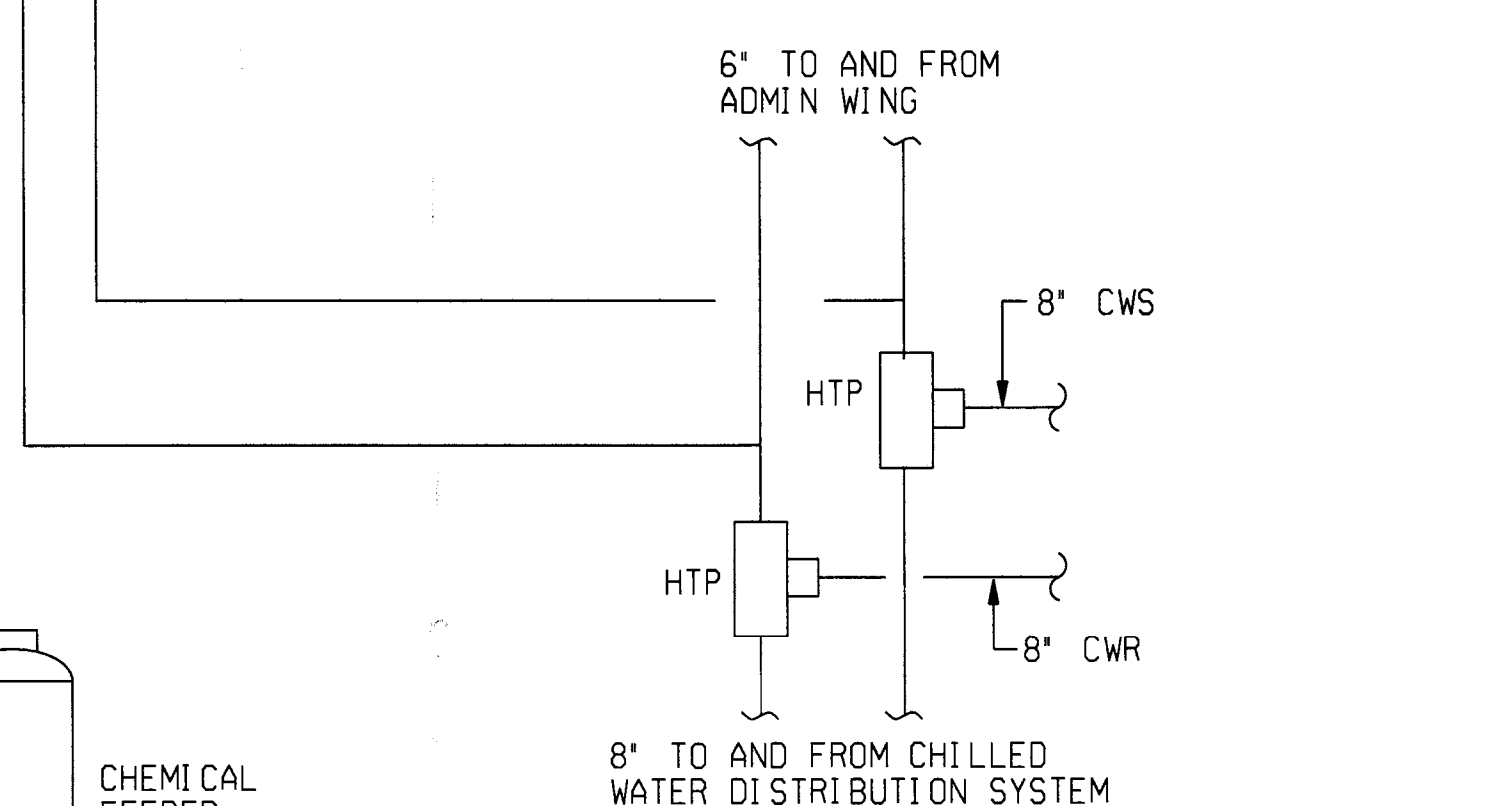 6" TO AND FROM
ADMIN WING
8" CWS
HTP
HTP
8" CWR
8" TO AND FROM CHILLED
WATER DISTRIBUTION SYSTEM
CHEMICAL